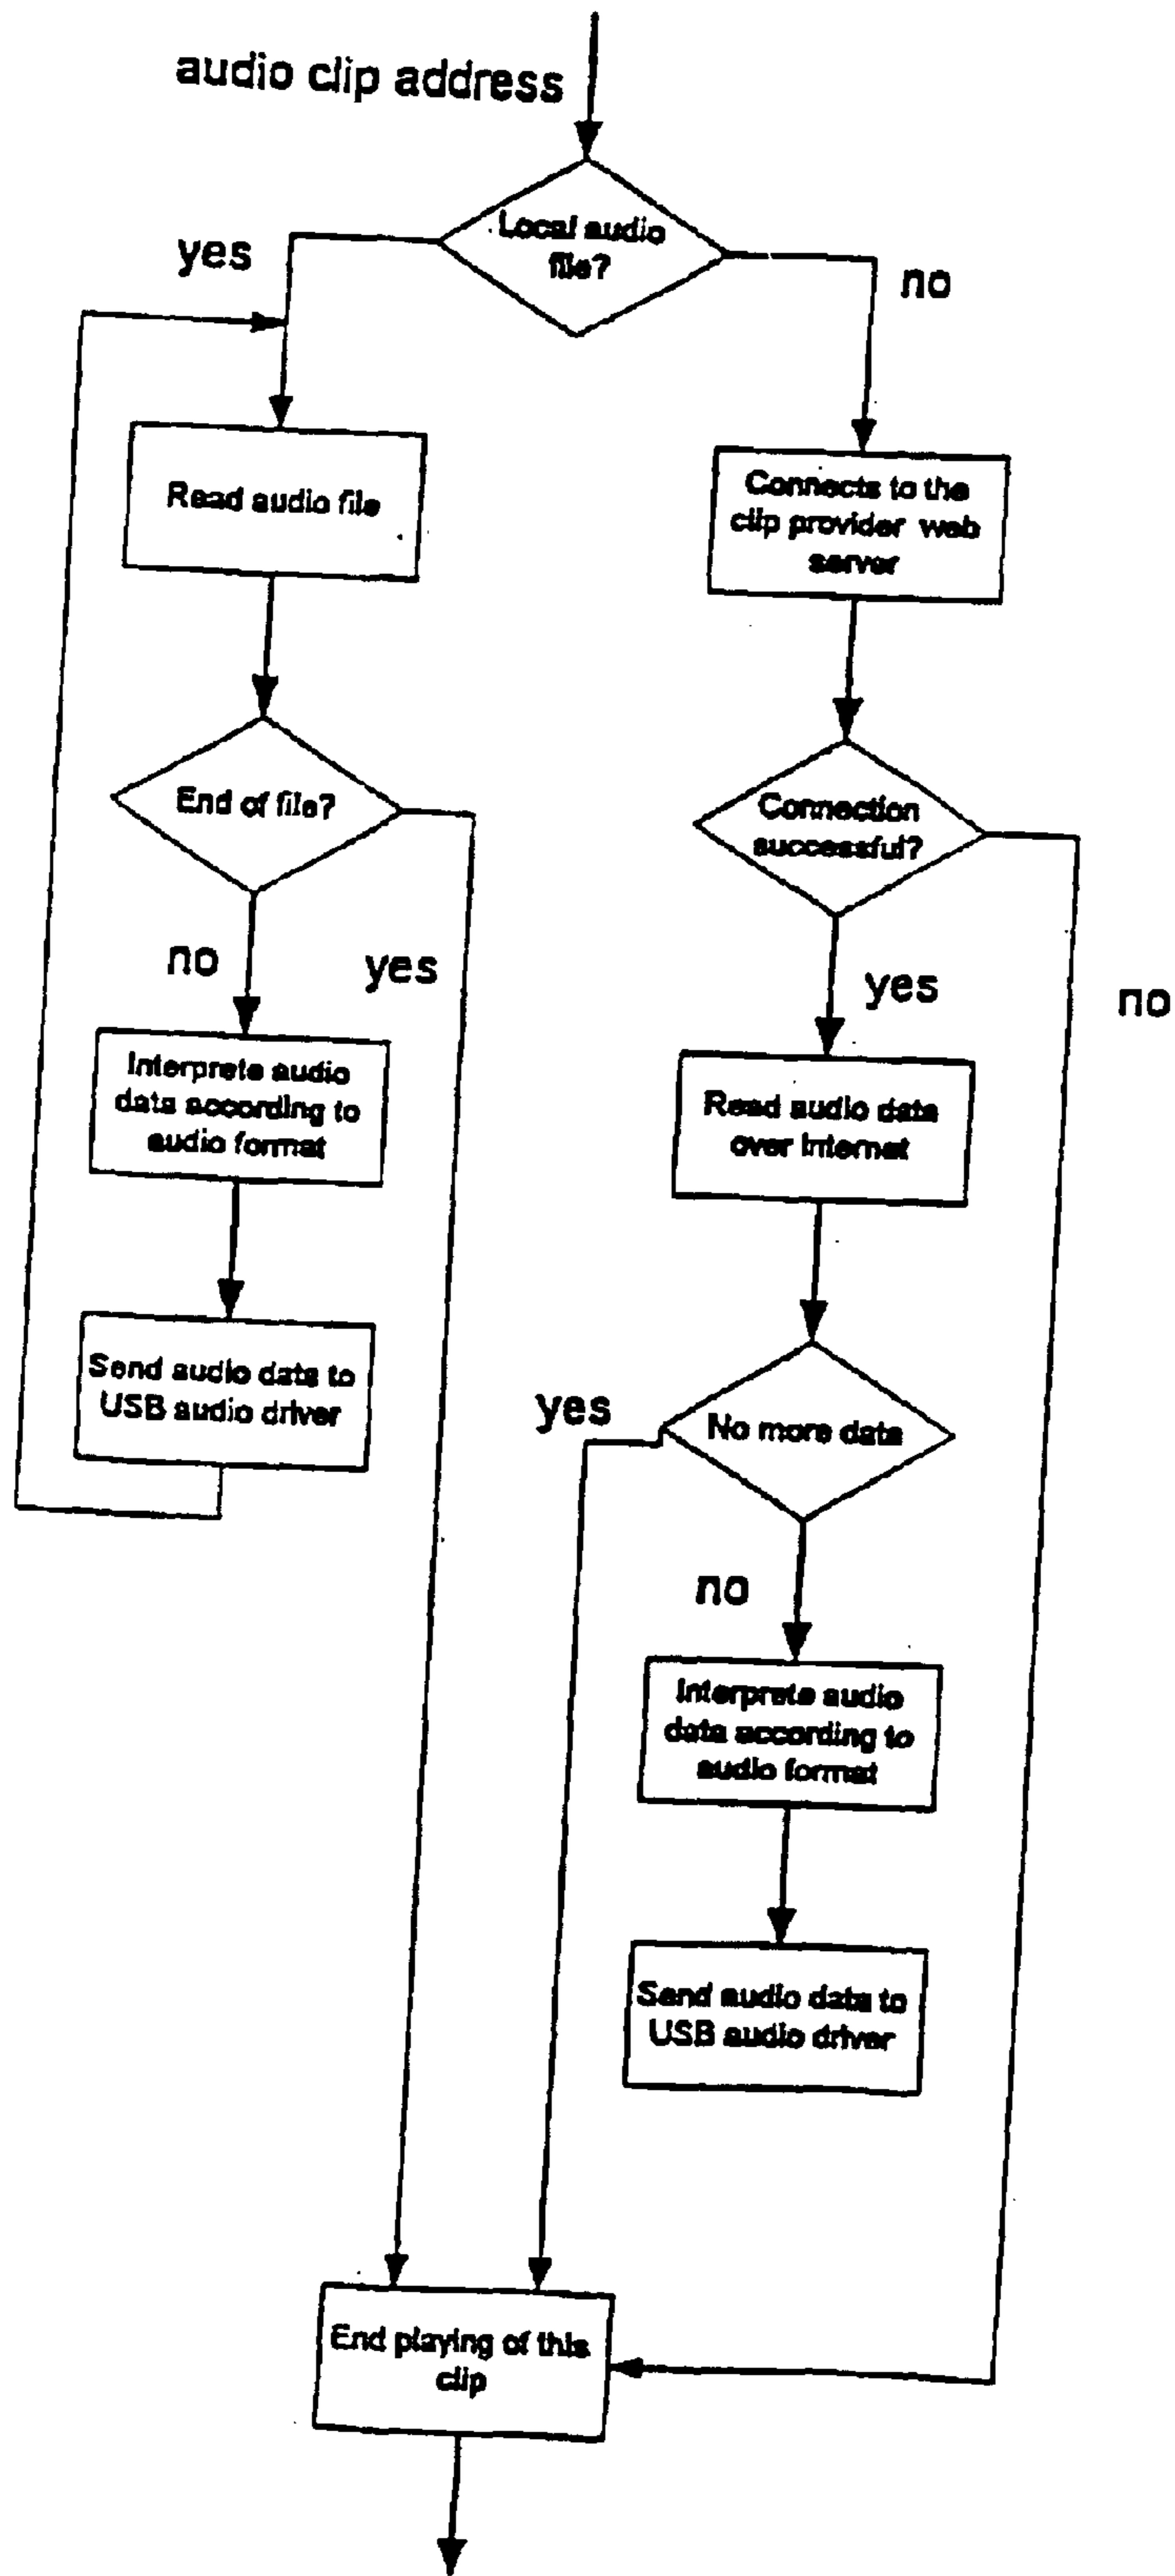 audio clip address
Local audio
file?
yes
no
Read audio file
Connects to the
clip provider web
server
End of file?
Connection
successful?
no
yes
yes
no
Interprete audio
data according to
audio format
Read audio data
over Internet
Send audio data to
USB audio driver
yes
No more data
no
Interprete audio
data according to
audio format
Send audio data to
USB audio driver
End playing of this
clip